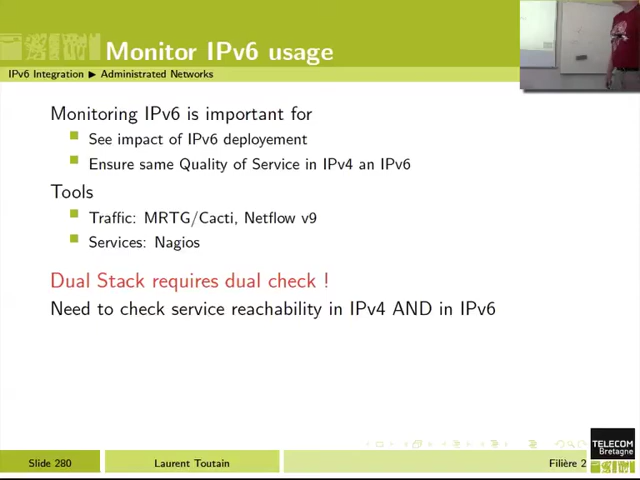 Monitor IPv6 usage
IPv6 Integration ▶ Administrated Networks
Monitoring IPv6 is important for
See impact of IPv6 deployement
Ensure same Quality of Service in IPv4 an IPv6
Tools
Traffic: MRTG/Cacti, Netflow v9
Services: Nagios
Dual Stack requires dual check !
Need to check service reachability in IPv4 AND in IPv6
TELECOM
Bretagne
Slide 280
Laurent Toutain
Filière 2